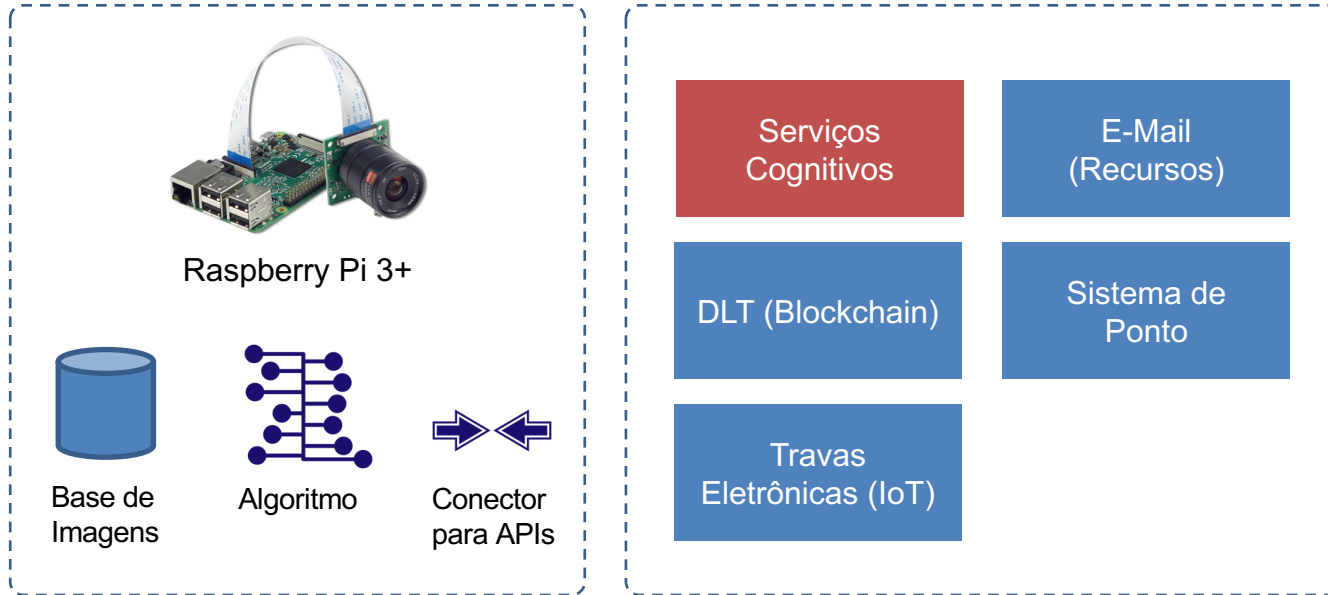 Raspberry Pi 3+
Base de
Imagens
Algoritmo
Conector
para APIs
Serviços
Cognitivos
E-Mail
(Recursos)
DLT (Blockchain)
Sistema de
Ponto
Travas
Eletrônicas (IoT)